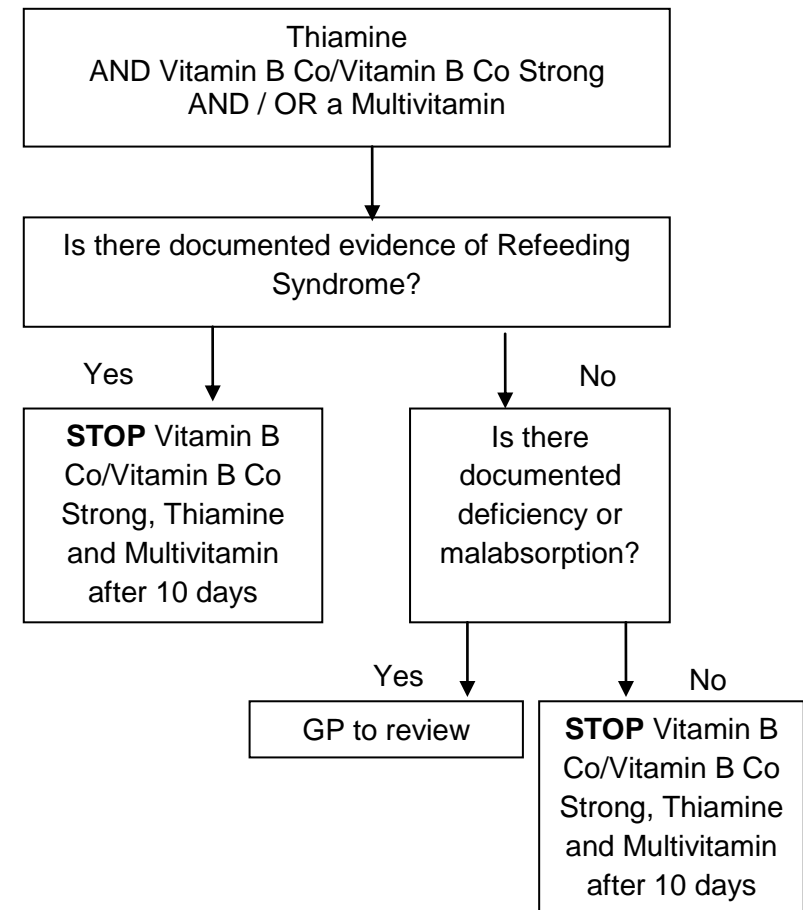 Thiamine
AND Vitamin B Co/Vitamin B Co Strong
AND / OR a Multivitamin
Is there documented evidence of Refeeding
Syndrome?
Yes
No
STOP Vitamin B
Co/Vitamin B Co
Strong, Thiamine
and Multivitamin
after 10 days
Is there
documented
deficiency or
malabsorption?
Yes
No
GP to review
STOP Vitamin B
Co/Vitamin B Co
Strong, Thiamine
and Multivitamin
after 10 days